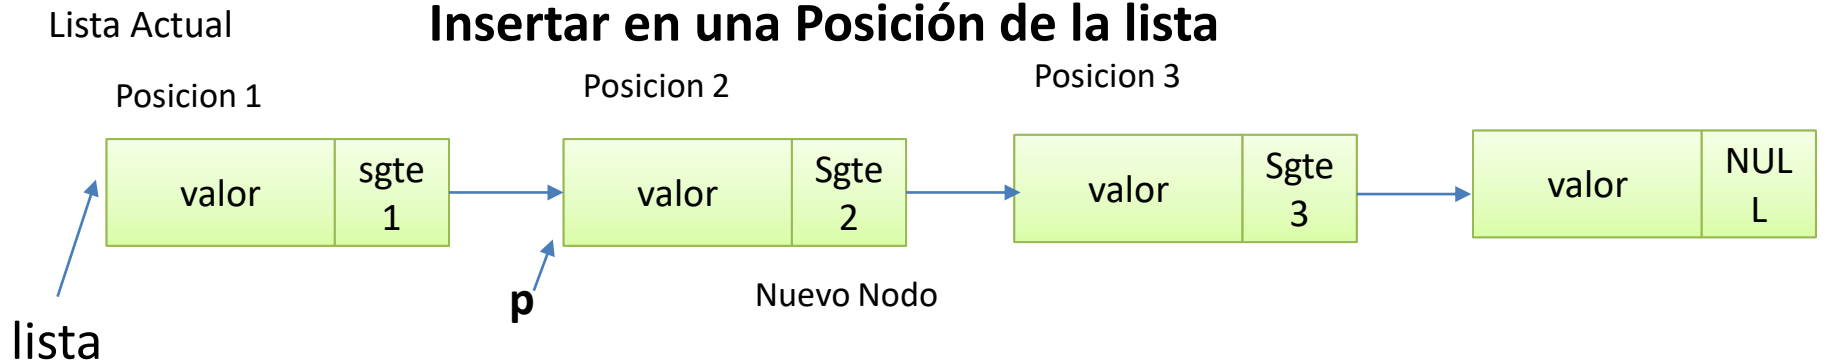 Lista Actual
Insertar en una Posición de la lista
Posicion 1
Posicion 2
Posicion 3
valor
sgte
1
valor
Sgte
2
valor
Sgte
3
valor
NUL
L
p
Nuevo Nodo
lista